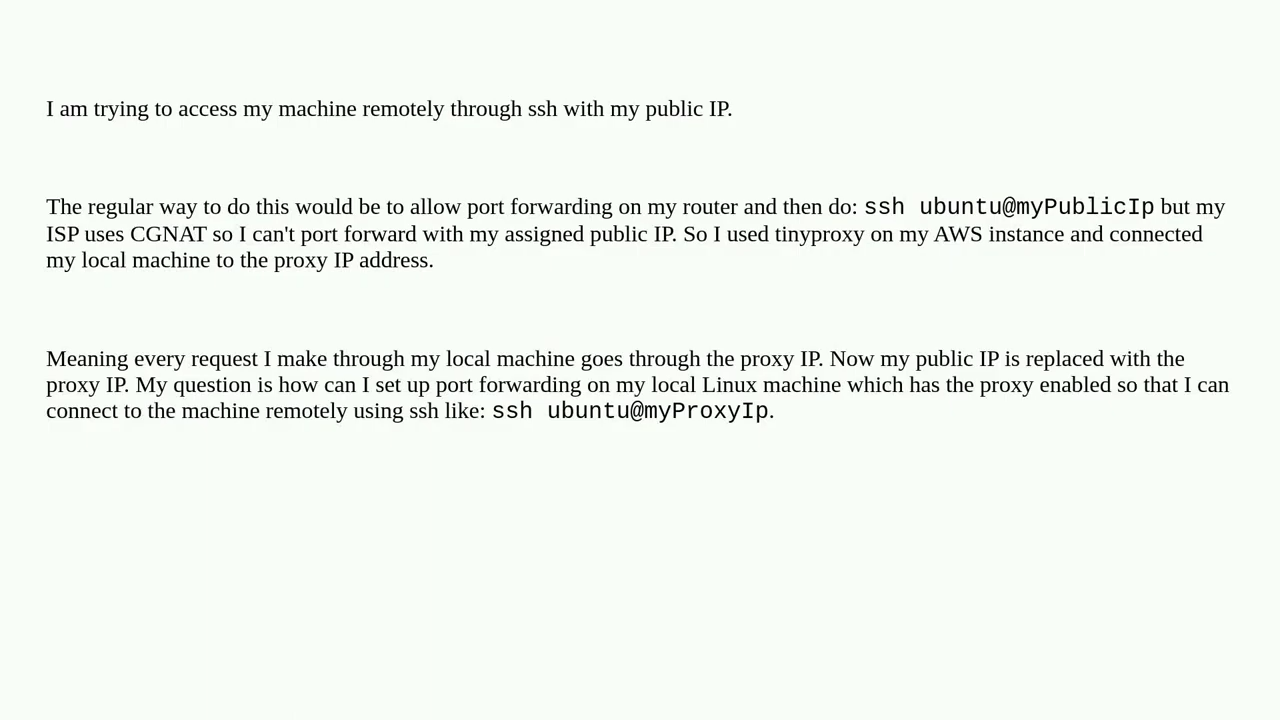 I am trying to access my machine remotely through ssh with my public IP.
The regular way to do this would be to allow port forwarding on my router and then do: ssh ubuntu@myPublicIp but my
ISP uses CGNAT so I can't port forward with my assigned public IP. So I used tinyproxy on my AWS instance and connected
my local machine to the proxy IP address.
Meaning every request I make through my local machine goes through the proxy IP. Now my public IP is replaced with the
proxy IP. My question is how can I set up port forwarding on my local Linux machine which has the proxy enabled so that I can
connect to the machine remotely using ssh like: ssh ubuntu@myProxyIp.